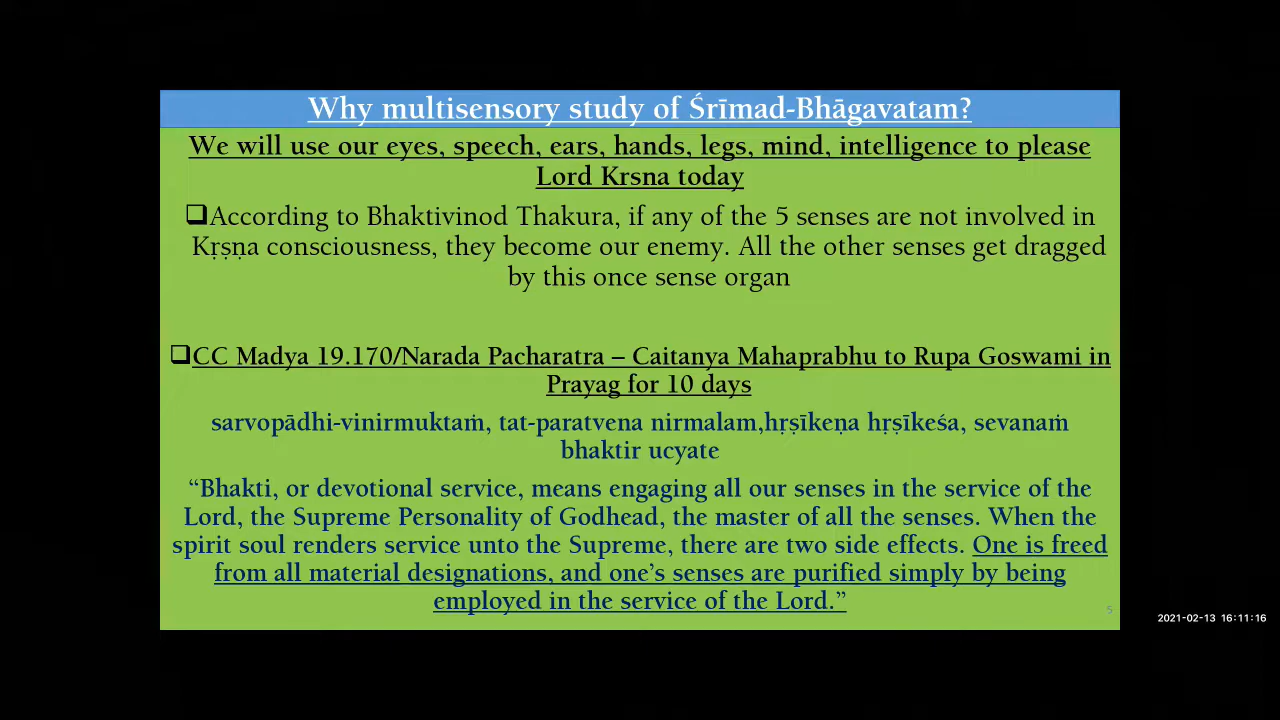 Why multisensory study of Śrīmad-Bhāgavatam?
We will use our eyes, speech, ears, hands, legs, mind, intelligence to please
Lord Krsna today
❑According to Bhaktivinod Thakura, if any of the 5 senses are not involved in
Kṛṣṇa consciousness, they become our enemy. All the other senses get dragged
by this once sense organ
❑CC Madya 19.170/Narada Pacharatra – Caitanya Mahaprabhu to Rupa Goswami in
Prayag for 10 days
sarvopādhi-vinirmuktaṁ, tat-paratvena nirmalam,hṛṣīkeṇa hṛṣīkeśa, sevanaṁ
bhaktir ucyate
“Bhakti, or devotional service, means engaging all our senses in the service of the
Lord, the Supreme Personality of Godhead, the master of all the senses. When the
spirit soul renders service unto the Supreme, there are two side effects. One is freed
from all material designations, and one’s senses are purified simply by being
employed in the service of the Lord.”
5
2021-02-13 16:11:16